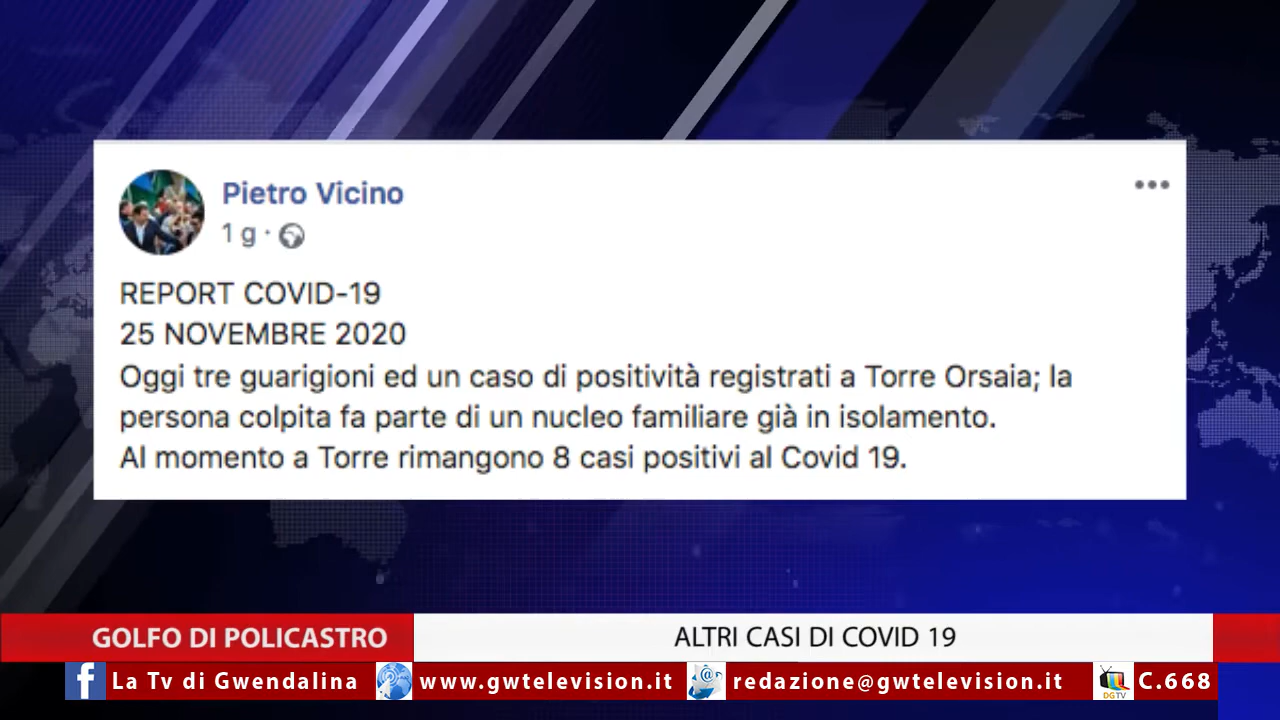 Pietro Vicino
1 g ·
REPORT COVID-19
25 NOVEMBRE 2020
Oggi tre guarigioni ed un caso di positività registrati a Torre Orsaia; la
persona colpita fa parte di un nucleo familiare già in isolamento.
Al momento a Torre rimangono 8 casi positivi al Covid 19.
GOLFO DI POLICASTRO
ALTRI CASI DI COVID 19
f La Tv di Gwendalina www.gwtelevision.it redazione@gwtelevision.it DGTV C.668